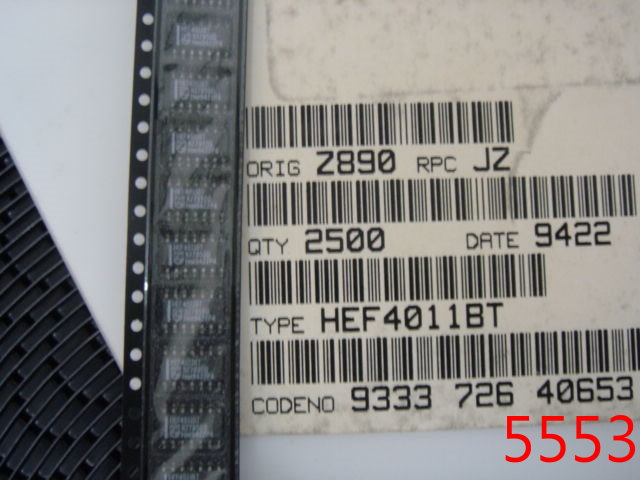 ORIG Z890 RPC JZ
QTY 2500 DATE 9422
TYPE HEF4011BT
CODENO 9333 726 40653
5553